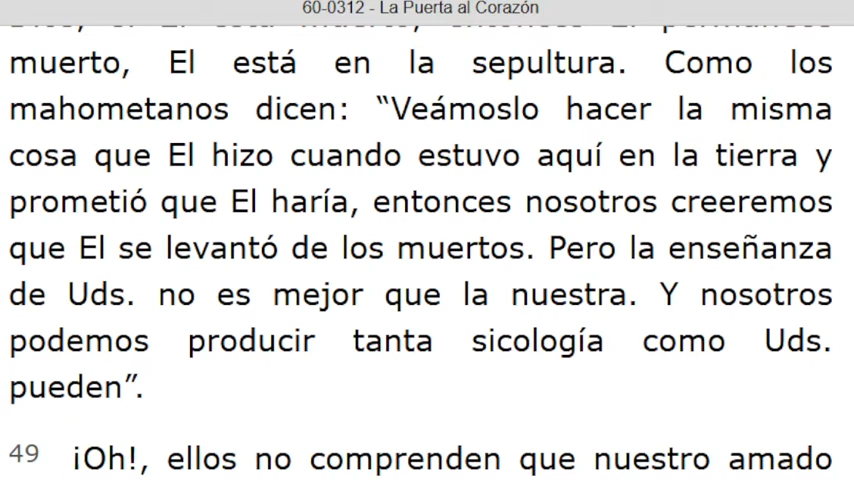 60-0312 - La Puerta al Corazón
muerto, El está en la sepultura. Como los
mahometanos dicen: “Veámoslo hacer la misma
cosa que El hizo cuando estuvo aquí en la tierra y
prometió que El haría, entonces nosotros creeremos
que El se levantó de los muertos. Pero la enseñanza
de Uds. no es mejor que la nuestra. Y nosotros
podemos producir tanta sicología como Uds.
pueden”.
49 ¡Oh!, ellos no comprenden que nuestro amado